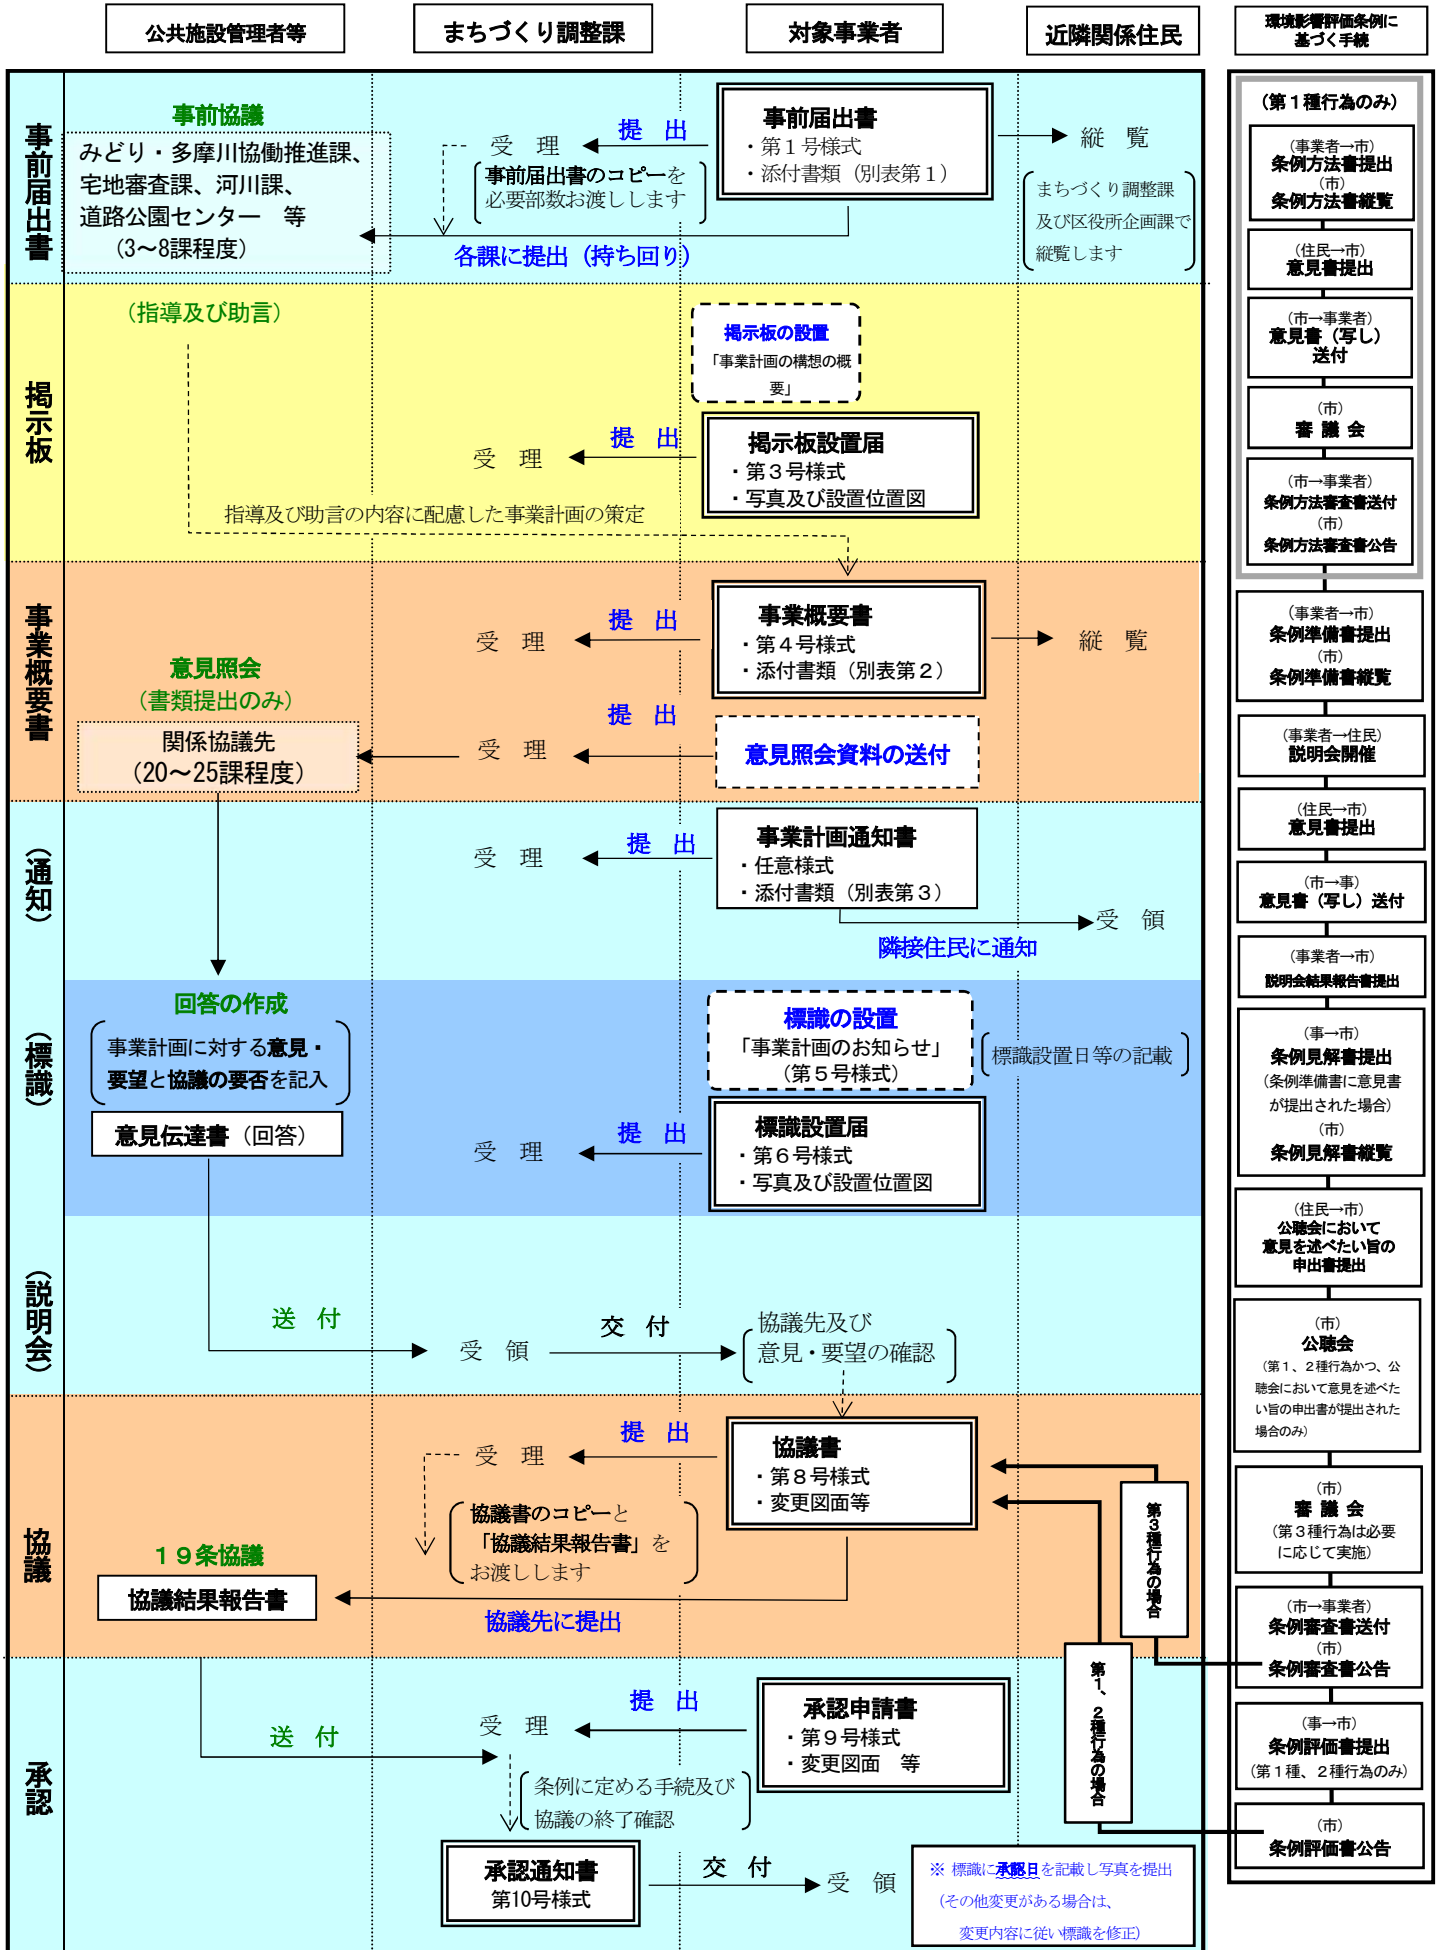 公共施設管理者等
まちづくり調整課
対象事業者
近隣関係住民
環境影響評価条例に
基づく手続
事前届出書
事前協議
みどり・多摩川協働推進課、
宅地審査課、河川課、
道路公園センター　等
（3～8課程度）
受　理
提　出
事前届出書のコピーを
必要部数お渡しします
事前届出書
・第１号様式
・添付書類（別表第１）
縦　覧
まちづくり調整課
及び区役所企画課で
縦覧します
各課に提出（持ち回り）
掲示板
（指導及び助言）
掲示板の設置
「事業計画の構想の概
要」
受　理
提　出
掲示板設置届
・第３号様式
・写真及び設置位置図
指導及び助言の内容に配慮した事業計画の策定
事業概要書
受　理
提　出
事業概要書
・第４号様式
・添付書類（別表第２）
縦　覧
意見照会
（書類提出のみ）
関係協議先
（20～25課程度）
受　理
提　出
意見照会資料の送付
（通知）
受　理
提　出
事業計画通知書
・任意様式
・添付書類（別表第３）
受　領
隣接住民に通知
（標識）
回答の作成
事業計画に対する意見・
要望と協議の要否を記入
意見伝達書（回答）
標識の設置
「事業計画のお知らせ」
（第５号様式）
標識設置日等の記載
受　理
提　出
標識設置届
・第６号様式
・写真及び設置位置図
（説明会）
送　付
受　領
交　付
協議先及び
意見・要望の確認
協議
受　理
提　出
協議書
・第８号様式
・変更図面等
協議書のコピーと
「協議結果報告書」を
お渡しします
１９条協議
協議結果報告書
協議先に提出
第３種行為の場合
承認
送　付
受　理
提　出
承認申請書
・第９号様式
・変更図面　等
第１、２種行為の場合
条例に定める手続及び
協議の終了確認
承認通知書
第10号様式
交　付
受　領
※ 標識に承認日を記載し写真を提出
（その他変更がある場合は、
変更内容に従い標識を修正）
（第１種行為のみ）
（事業者→市）
条例方法書提出
（市）
条例方法書縦覧
（住民→市）
意見書提出
（市→事業者）
意見書（写し）
送付
（市）
審 議 会
（市→事業者）
条例方法審査書送付
（市）
条例方法審査書公告
（事業者→市）
条例準備書提出
（市）
条例準備書縦覧
（事業者→住民）
説明会開催
（住民→市）
意見書提出
（市→事）
意見書（写し）送付
（事業者→市）
説明会結果報告書提出
（事→市）
条例見解書提出
（条例準備書に意見書
が提出された場合）
（市）
条例見解書縦覧
（住民→市）
公聴会において
意見を述べたい旨の
申出書提出
（市）
公聴会
（第１、２種行為かつ、公
聴会において意見を述べた
い旨の申出書が提出された
場合のみ）
（市）
審 議 会
（第３種行為は必要
に応じて実施）
（市→事業者）
条例審査書送付
（市）
条例審査書公告
（事→市）
条例評価書提出
（第１種、２種行為のみ）
（市）
条例評価書公告